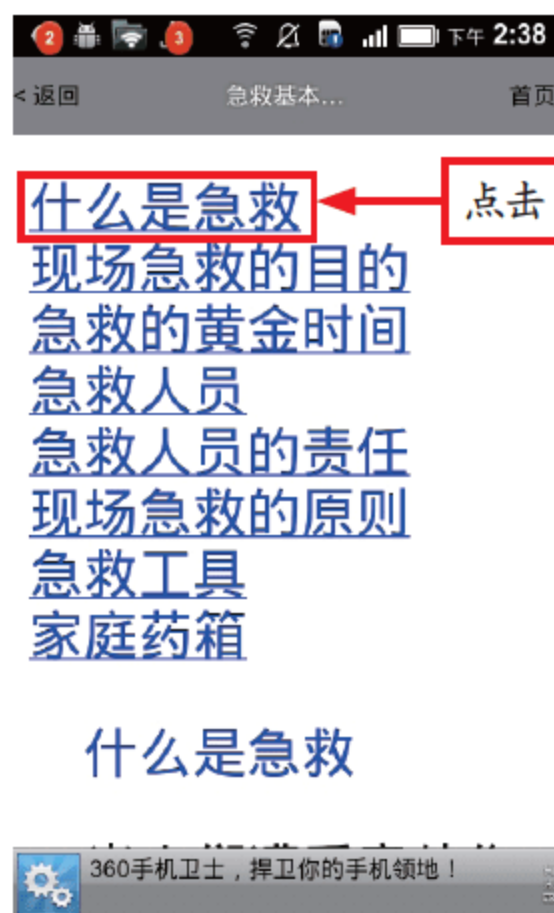 2 3 下午 2:38
< 返回 急救基本... 首页
什么是急救 点击
现场急救的目的
急救的黄金时间
急救人员
急救人员的责任
现场急救的原则
急救工具
家庭药箱
什么是急救
360手机卫士，捍卫你的手机领地！